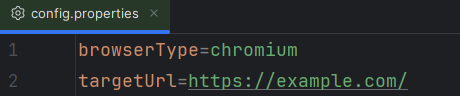 config.properties
1 browserType=chromium
2 targetUrl=https://example.com/